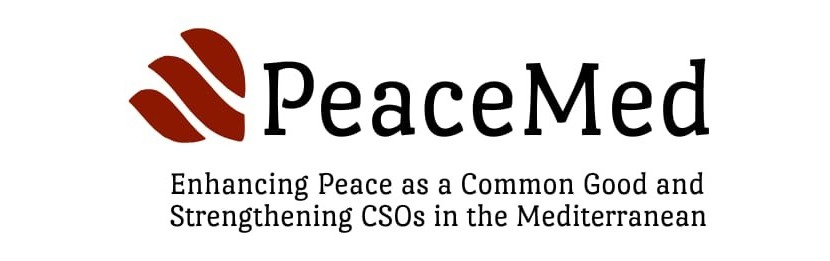 PeaceMed
Enhancing Peace as a Common Good and
Strengthening CSOs in the Mediterranean